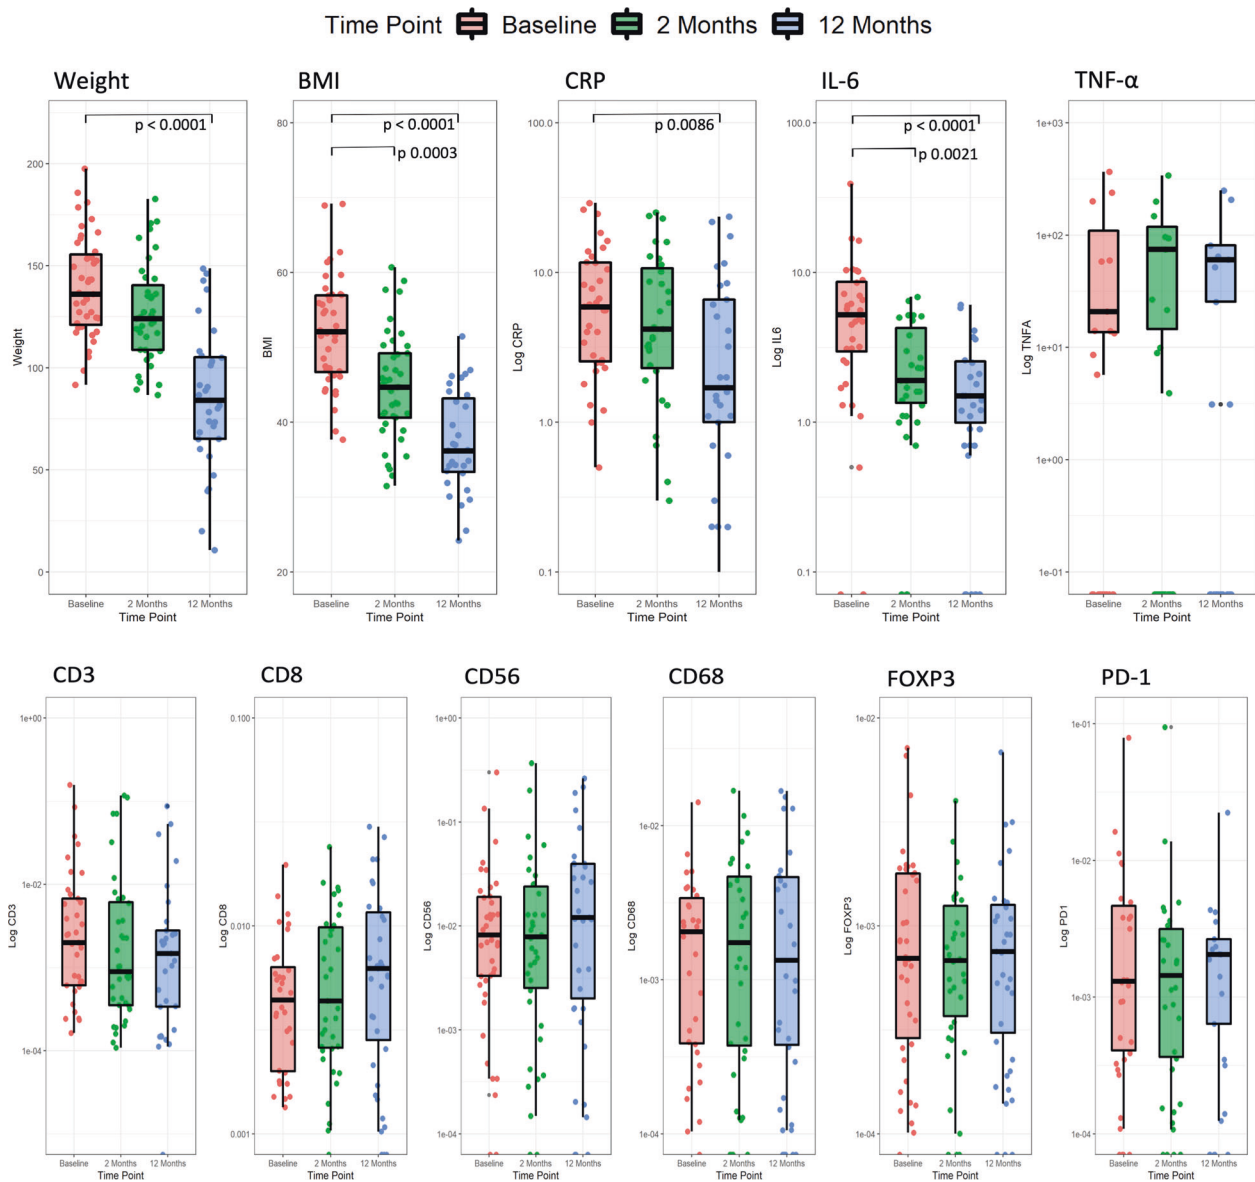 Time Point Baseline 2 Months 12 Months
Weight BMI CRP IL-6 TNF-α
p < 0.0001
200
150
100
50
0
Weight
Baseline 2 Months 12 Months
Time Point
p < 0.0001
p 0.0003
80
60
40
20
BMI
Baseline 2 Months 12 Months
Time Point
p 0.0086
100.0
10.0
1.0
0.1
Log CRP
Baseline 2 Months 12 Months
Time Point
p <0.0001
p 0.0021
100.0
10.0
1.0
0.1
Log IL6
Baseline 2 Months 12 Months
Time Point
1e+03
1e+02
1e+01
1e+00
1e-01
Log TNFA
Baseline 2 Months 12 Months
Time Point
CD3 CD8 CD56 CD68 FOXP3 PD-1
1e+00
1e-02
1e-04
Log CD3
Baseline 2 Months 12 Months
Time Point
0.100
0.010
0.001
Log CD8
Baseline 2 Months 12 Months
Time Point
1e+00
1e-01
1e-02
1e-03
1e-04
Log CD56
Baseline 2 Months 12 Months
Time Point
1e-02
1e-03
1e-04
Log CD68
Baseline 2 Months 12 Months
Time Point
1e-02
1e-03
1e-04
Log FOXP3
Baseline 2 Months 12 Months
Time Point
1e-01
1e-02
1e-03
1e-04
Log PD1
Baseline 2 Months 12 Months
Time Point